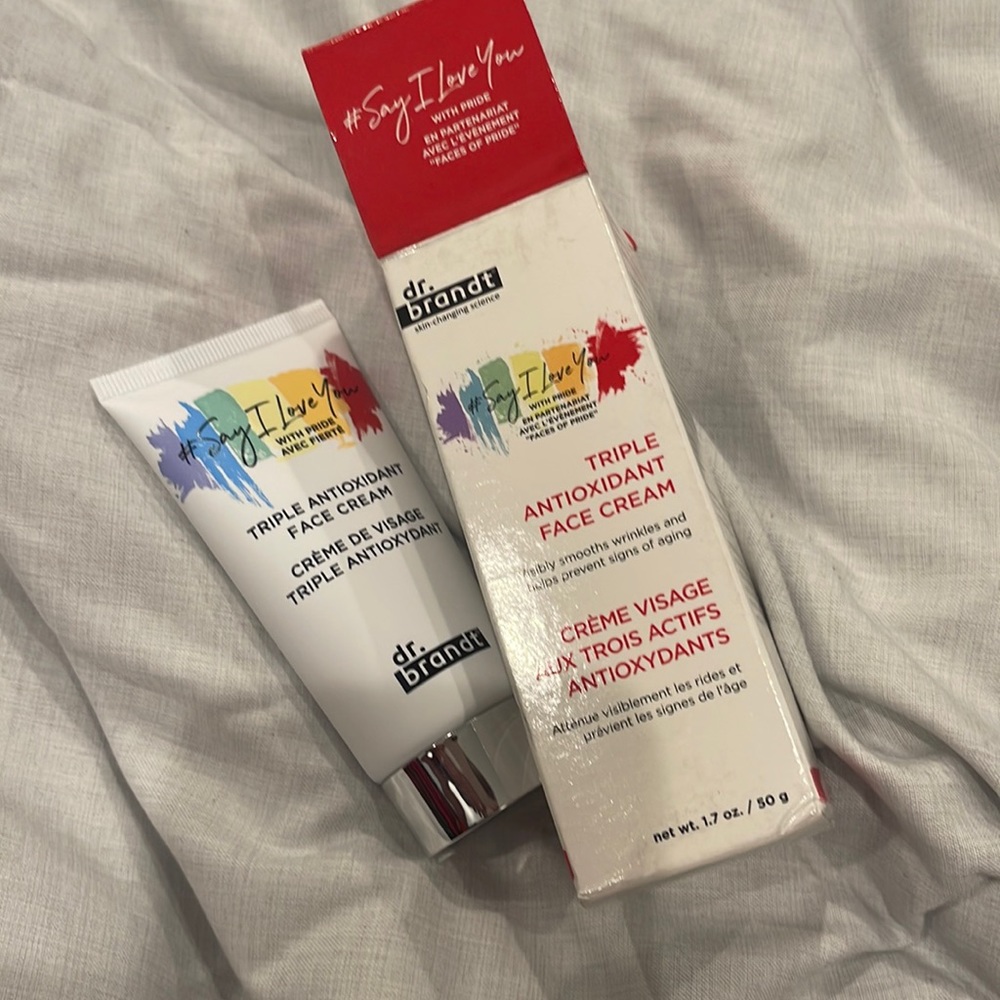 #Say I Love You
WITH PRIDE
EN PARTENARIAT
AVEC L'ÉVÉNEMENT
"FACES OF PRIDE"
dr.
brandt
skin-changing science
#Say I Love You
WITH PRIDE
EN PARTENARIAT
AVEC L'ÉVÉNEMENT
"FACES OF PRIDE"
TRIPLE
ANTIOXIDANT
FACE CREAM
smooths wrinkles and
helps prevent signs of aging
CRÈME VISAGE
AUX TROIS ACTIFS
ANTIOXYDANTS
Atténue visiblement les rides et
prévient les signes de l'âge
net wt. 1.7 oz. / 50 g
#Say I Love You
WITH PRIDE
AVEC FIERTÉ
TRIPLE ANTIOXIDANT
FACE CREAM
CRÈME DE VISAGE
TRIPLE ANTIOXYDANT
dr.
brandt